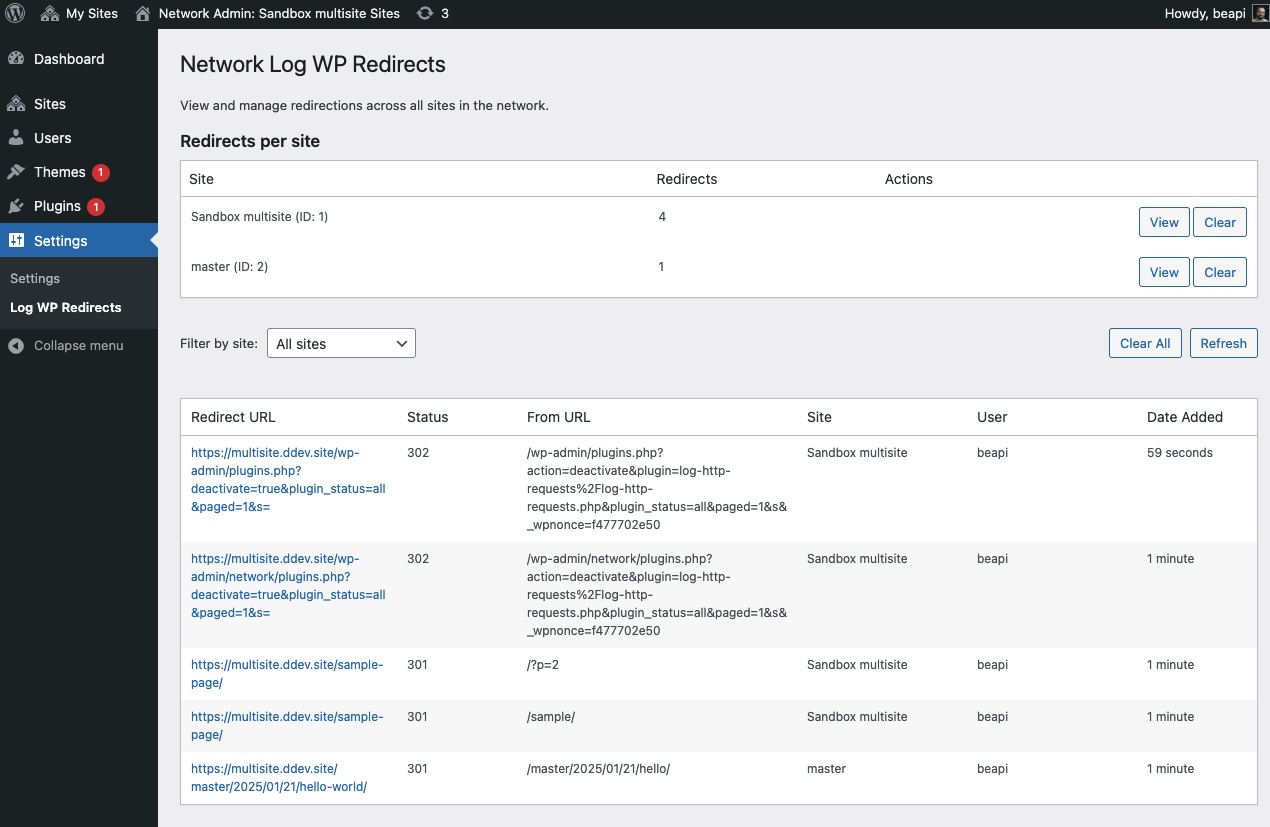 My Sites Network Admin: Sandbox multisite Sites 3 Howdy, beapi
Dashboard
Sites
Users
Themes 1
Plugins 1
Settings
Settings
Log WP Redirects
Collapse menu
Network Log WP Redirects
View and manage redirections across all sites in the network.
Redirects per site
Site Redirects Actions
Sandbox multisite (ID: 1) 4 View Clear
master (ID: 2) 1 View Clear
Filter by site: All sites Clear All Refresh
Redirect URL Status From URL Site User Date Added
https://multisite.ddev.site/wp- 302 /wp-admin/plugins.php? Sandbox multisite beapi 59 seconds
admin/plugins.php? action=deactivate&plugin=log-http-
deactivate=true&plugin_status=all requests%2Flog-http-
&paged=1&s= requests.php&plugin_status=all&paged=1&s&
_wpnonce=f477702e50
https://multisite.ddev.site/wp- 302 /wp-admin/network/plugins.php? Sandbox multisite beapi 1 minute
admin/network/plugins.php? action=deactivate&plugin=log-http-
deactivate=true&plugin_status=all requests%2Flog-http-
&paged=1&s= requests.php&plugin_status=all&paged=1&s&
_wpnonce=f477702e50
https://multisite.ddev.site/sample- 301 /?p=2 Sandbox multisite beapi 1 minute
page/
https://multisite.ddev.site/sample- 301 /sample/ Sandbox multisite beapi 1 minute
page/
https://multisite.ddev.site/ 301 /master/2025/01/21/hello/ master beapi 1 minute
master/2025/01/21/hello-world/